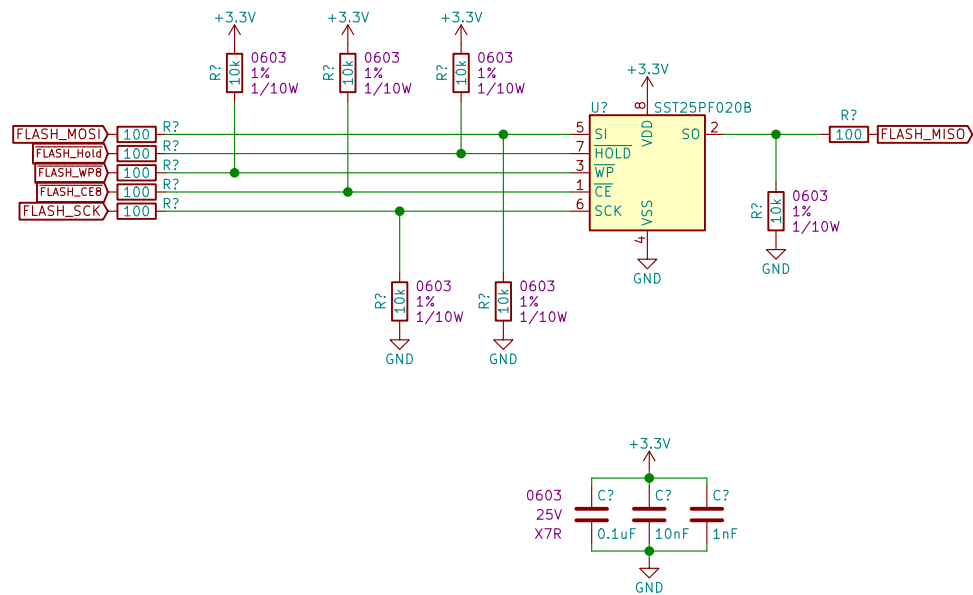 +3.3V
+3.3V
+3.3V
R?
10k
0603
1%
1/10W
R?
10k
0603
1%
1/10W
R?
10k
0603
1%
1/10W
+3.3V
U?
8
SST25PF020B
VDD
FLASH_MOSI
100
R?
5
SI
SO
2
R?
100
FLASH_MISO
FLASH_Hold
100
R?
7
HOLD
FLASH_WP8
100
R?
3
WP
FLASH_CE8
100
R?
1
CE
FLASH_SCK
100
R?
6
SCK
VSS
4
GND
R?
10k
0603
1%
1/10W
GND
R?
10k
0603
1%
1/10W
GND
R?
10k
0603
1%
1/10W
GND
+3.3V
0603
25V
X7R
C?
0.1uF
C?
10nF
C?
1nF
GND